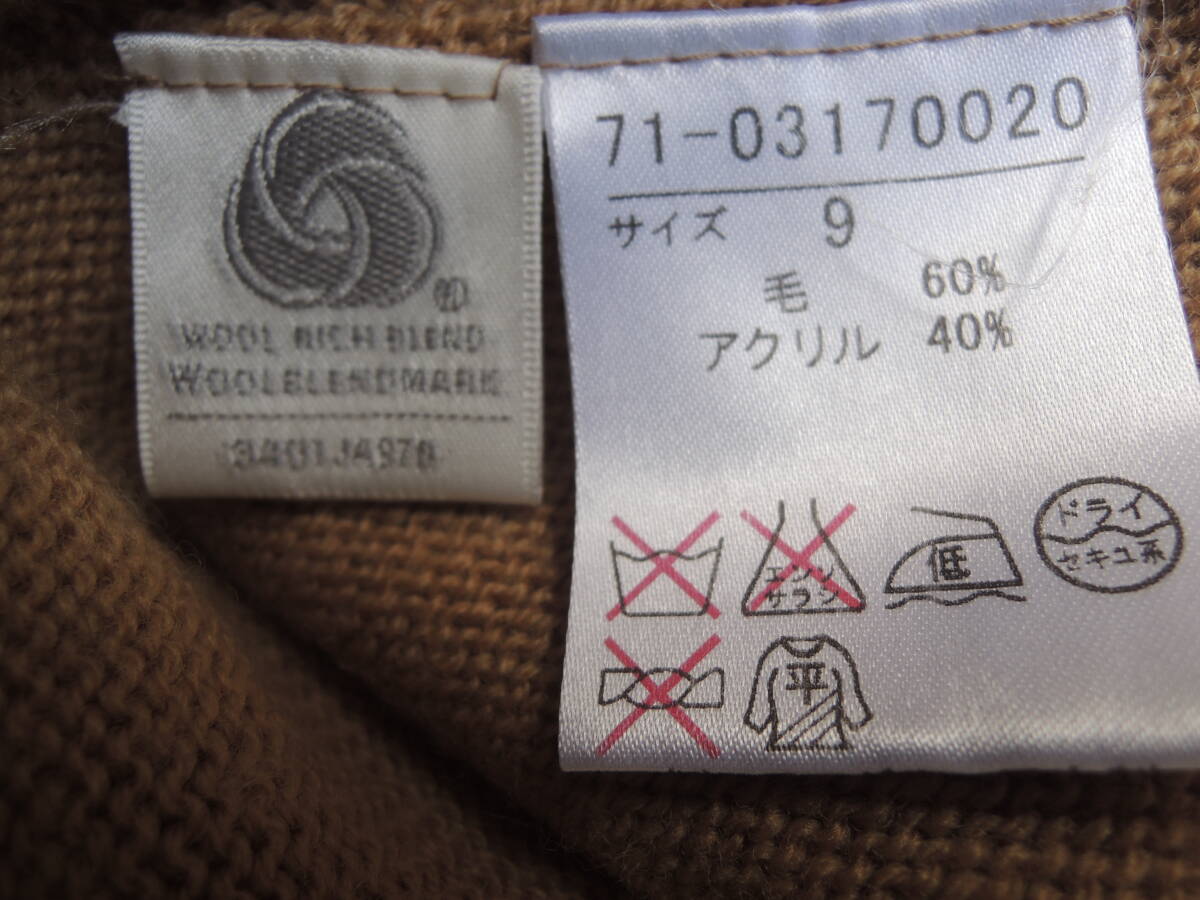 WOOL RICH BLEND
WOOLBLENDMARK
71-03170020
サイズ 9
毛 60%
アクリル 40%
エンソ
サラシ
低
ドライ
セキユ系
平